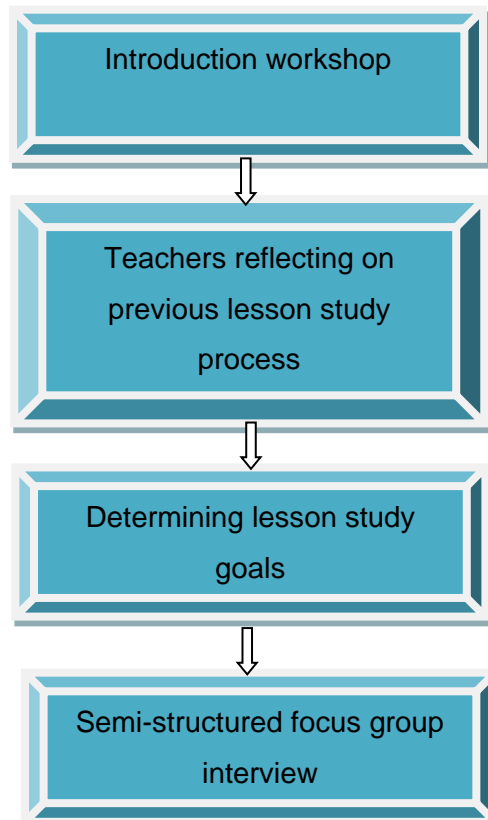 Introduction workshop
Teachers reflecting on
previous lesson study
process
Determining lesson study
goals
Semi-structured focus group
interview